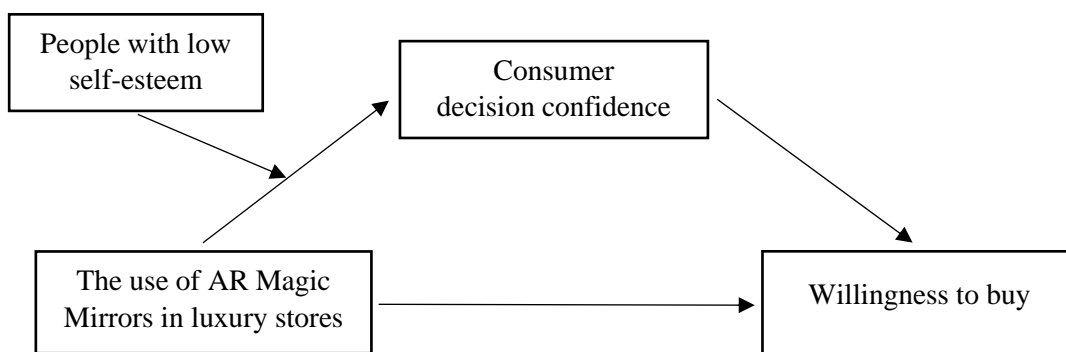 People with low
self-esteem
Consumer
decision confidence
The use of AR Magic
Mirrors in luxury stores
Willingness to buy